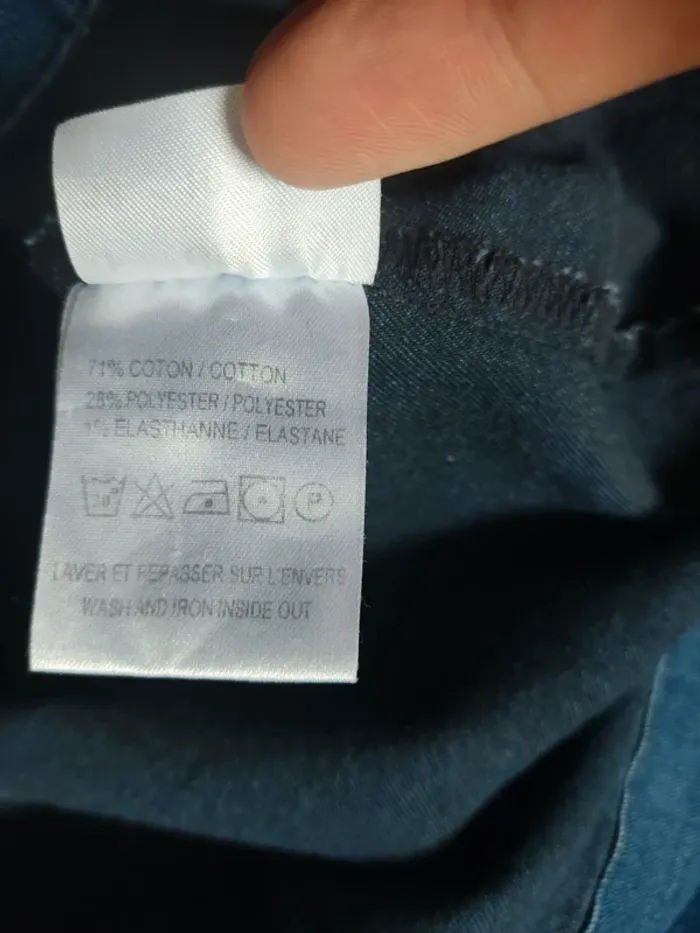 71% COTON / COTTON
28% POLYESTER / POLYESTER
1% ELASTHANNE / ELASTANE
30° P
LAVER ET REPASSER SUR L'ENVERS
WASH AND IRON INSIDE OUT